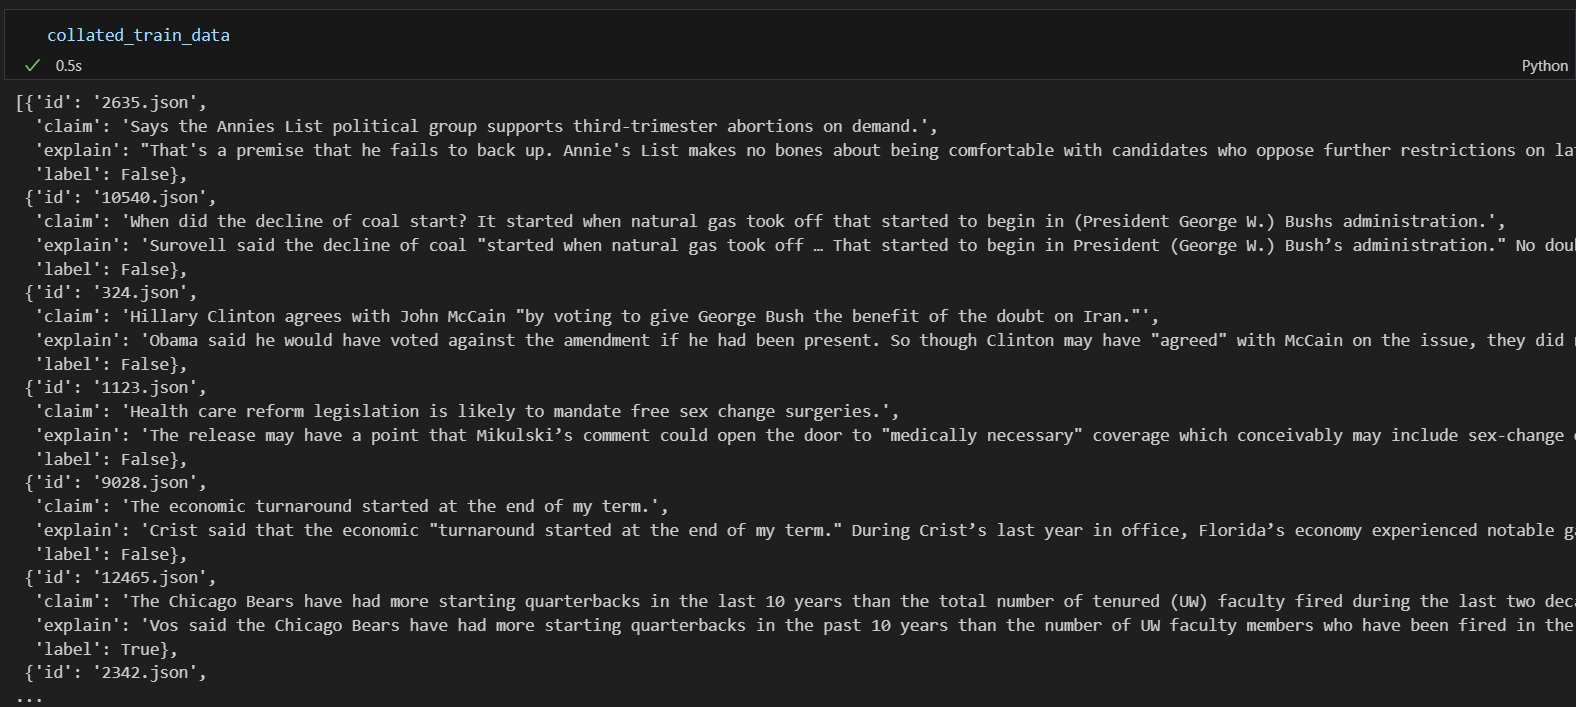 collated_train_data
0.5s
Python
[{'id': '2635.json',
'claim': 'Says the Annies List political group supports third-trimester abortions on demand.',
'explain': "That's a premise that he fails to back up. Annie's List makes no bones about being comfortable with candidates who oppose further restrictions on lat
'label': False},
{'id': '10540.json',
'claim': 'When did the decline of coal start? It started when natural gas took off that started to begin in (President George W.) Bushs administration.',
'explain': 'Surovell said the decline of coal "started when natural gas took off … That started to begin in President (George W.) Bush’s administration." No dou
'label': False},
{'id': '324.json',
'claim': 'Hillary Clinton agrees with John McCain "by voting to give George Bush the benefit of the doubt on Iran."',
'explain': 'Obama said he would have voted against the amendment if he had been present. So though Clinton may have "agreed" with McCain on the issue, they did
'label': False},
{'id': '1123.json',
'claim': 'Health care reform legislation is likely to mandate free sex change surgeries.',
'explain': 'The release may have a point that Mikulski’s comment could open the door to "medically necessary" coverage which conceivably may include sex-change
'label': False},
{'id': '9028.json',
'claim': 'The economic turnaround started at the end of my term.',
'explain': 'Crist said that the economic "turnaround started at the end of my term." During Crist’s last year in office, Florida’s economy experienced notable ga
'label': False},
{'id': '12465.json',
'claim': 'The Chicago Bears have had more starting quarterbacks in the last 10 years than the total number of tenured (UW) faculty fired during the last two deca
'explain': 'Vos said the Chicago Bears have had more starting quarterbacks in the past 10 years than the number of UW faculty members who have been fired in the
'label': True},
{'id': '2342.json',
...